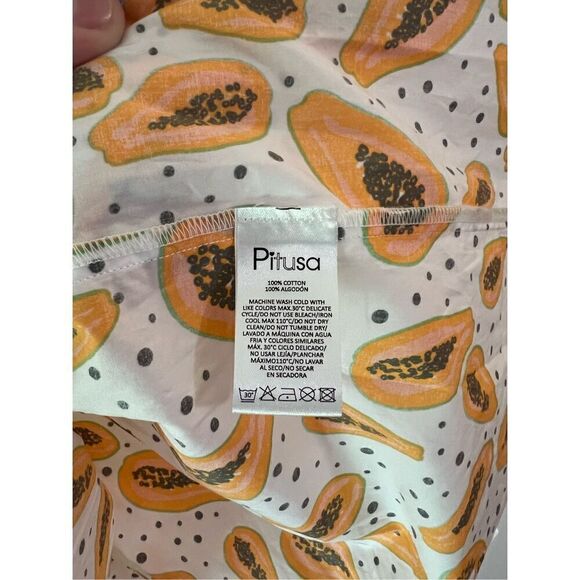 Pitusa
100% COTTON
100% ALGODÓN
MACHINE WASH COLD WITH
LIKE COLORS MAX.30°C DELICATE
CYCLE/DO NOT USE BLEACH/IRON
COOL MAX 110°C/DO NOT DRY
CLEAN/DO NOT TUMBLE DRY/
LAVADO A MÁQUINA CON AGUA
FRIA Y COLORES SIMILARES
MÁX. 30°C CICLO DELICADO/
NO USAR LEJÍA/PLANCHAR
MÁXIMO110°C/NO LAVAR
AL SECO/NO SECAR
EN SECADORA
30°